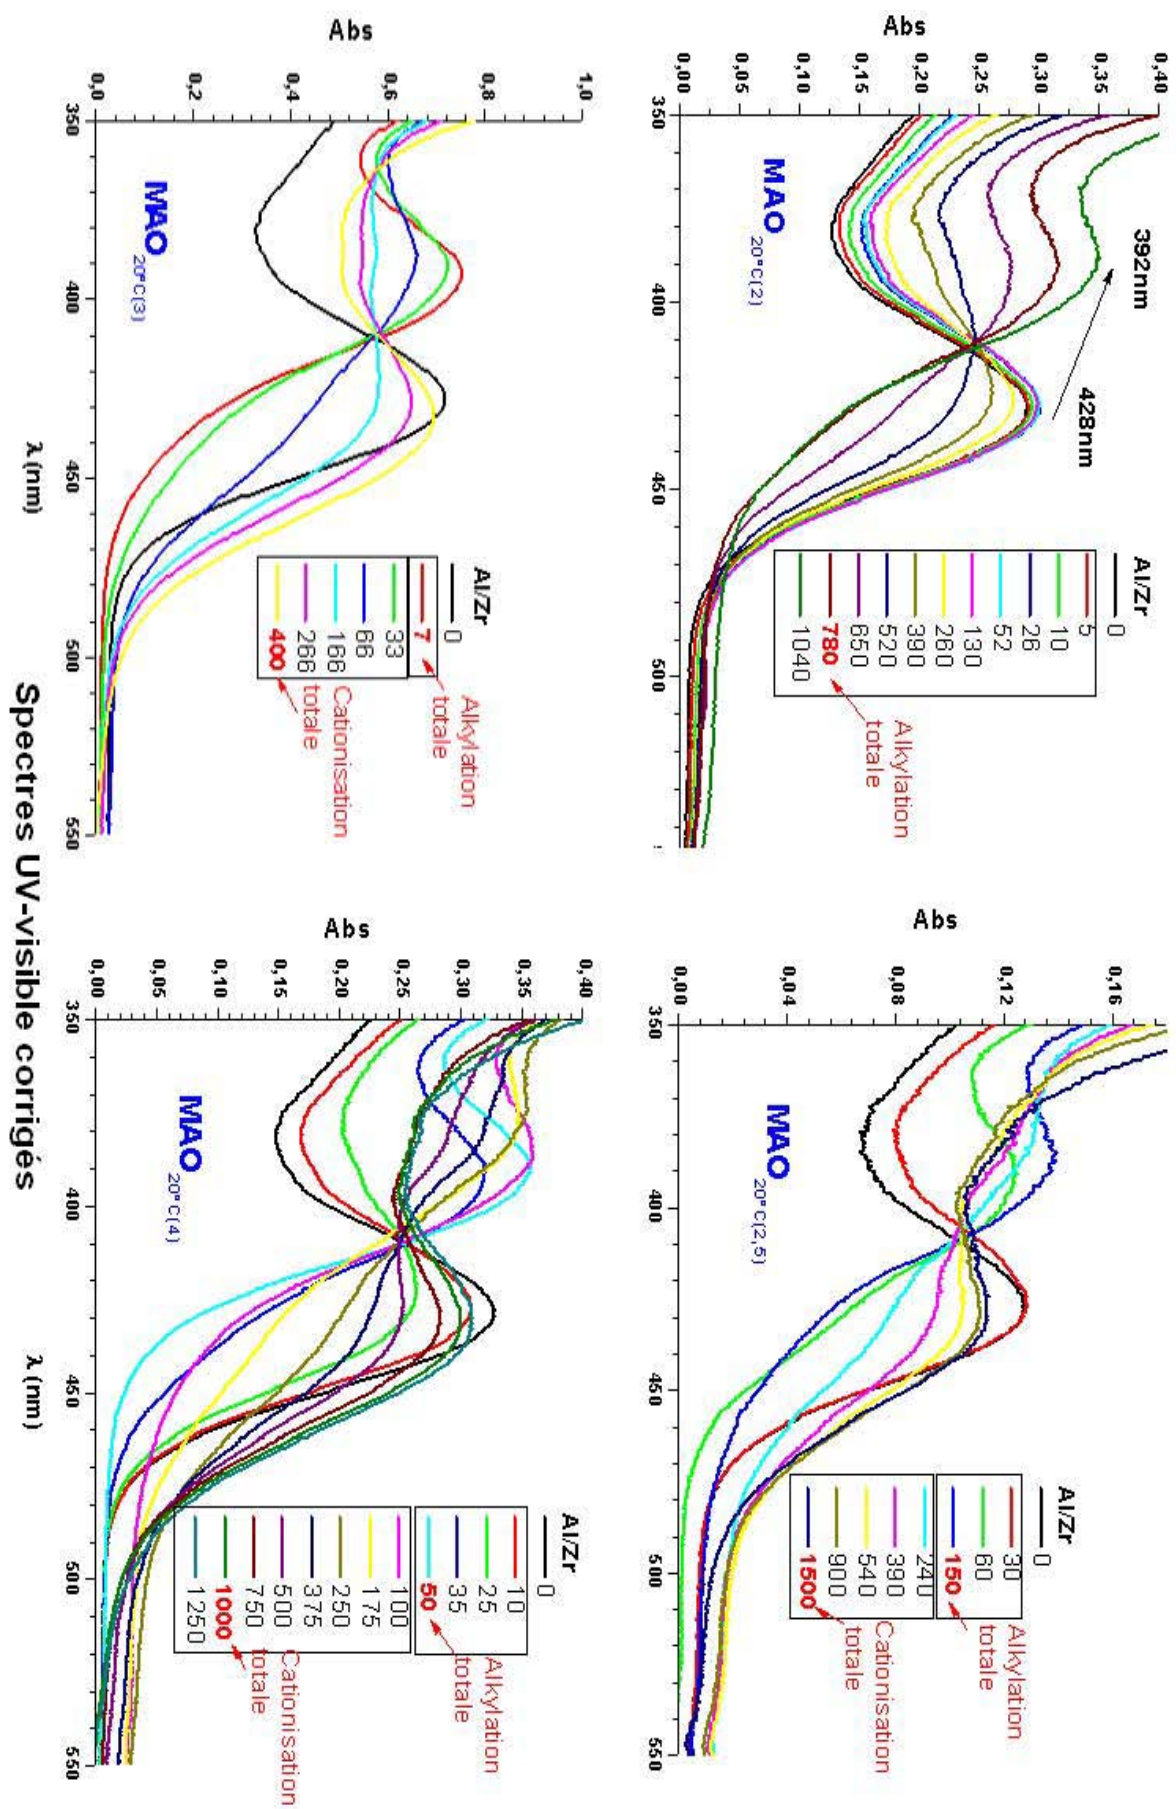 Abs
0,00 0,05 0,10 0,15 0,20 0,25 0,30 0,35 0,40
350 400 450 500
MAO 20°C(2)
392nm
428nm
Al/Zr
0
5
10
26
52
130
260
390
520
650
780
1040
Alkylation
totale
Abs
0,00 0,04 0,08 0,12 0,16
350 400 450 500 550
MAO 20°C(2,5)
Al/Zr
0
30
60
150
240
390
540
900
1500
Alkylation
totale
Cationisation
totale
Abs
0,0 0,2 0,4 0,6 0,8 1,0
350 400 450 500 550
MAO 20°C(3)
Al/Zr
0
7
33
66
166
266
400
Alkylation
totale
Cationisation
totale
λ (nm)
Abs
0,00 0,05 0,10 0,15 0,20 0,25 0,30 0,35 0,40
350 400 450 500 550
MAO 20°C(4)
Al/Zr
0
10
25
35
50
100
175
250
375
500
750
1000
1250
Alkylation
totale
Cationisation
totale
λ (nm)
Spectres UV-visible corrigés